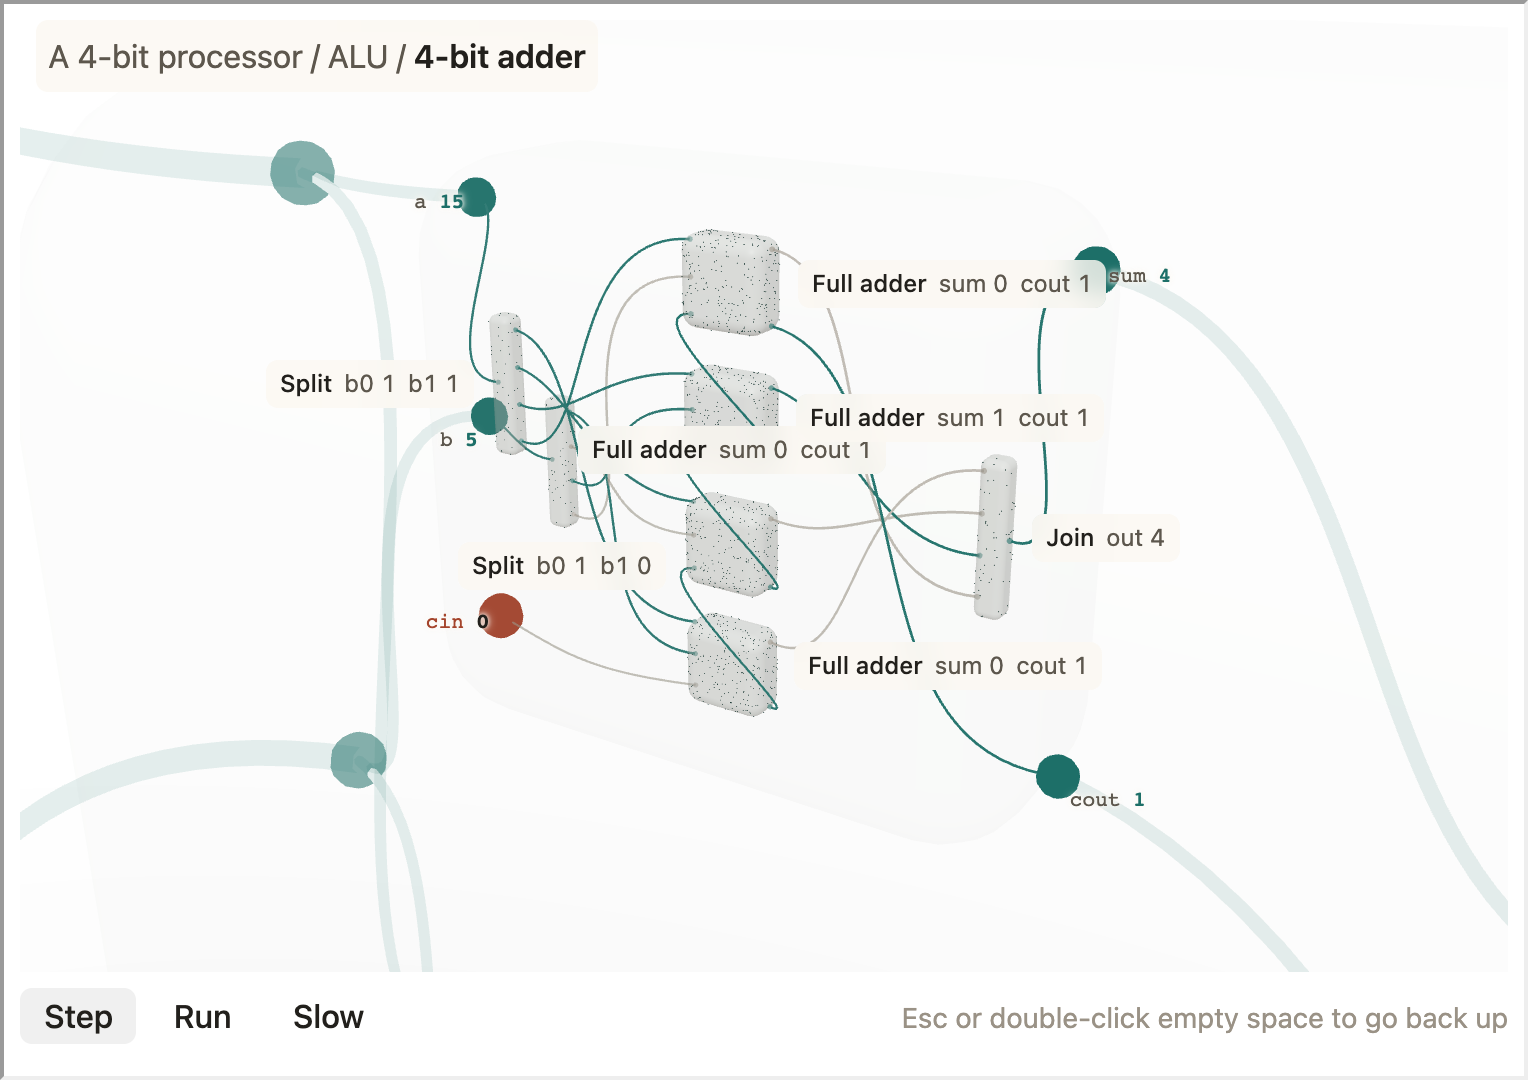 A 4-bit processor / ALU / 4-bit adder
a 15
Full adder sum 0 cout 1
sum 4
Split b0 1 b1 1
Full adder sum 1 cout 1
b 5
Full adder sum 0 cout 1
Join out 4
Split b0 1 b1 0
cin 0
Full adder sum 0 cout 1
cout 1
Step Run Slow
Esc or double-click empty space to go back up